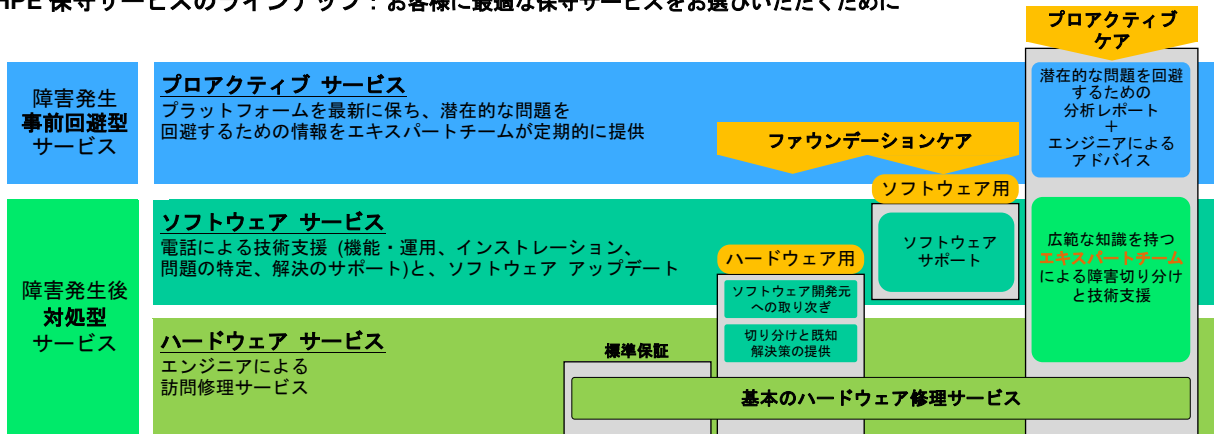 HPE 保守サービスのラインナップ：お客様に最適な保守サービスをお選びいただくために
プロアクティブ
ケア
障害発生
事前回避型
サービス
プロアクティブ サービス
プラットフォームを最新に保ち、潜在的な問題を
回避するための情報をエキスパートチームが定期的に提供
潜在的な問題を回避
するための
分析レポート
＋
エンジニアによる
アドバイス
ファウンデーションケア
ソフトウェア用
障害発生後
対処型
サービス
ソフトウェア サービス
電話による技術支援 (機能・運用、インストレーション、
問題の特定、解決のサポート)と、ソフトウェア アップデート
ハードウェア用
ソフトウェア
サポート
広範な知識を持つ
エキスパートチーム
による障害切り分け
と技術支援
ソフトウェア開発元
への取り次ぎ
切り分けと既知
解決策の提供
ハードウェア サービス
エンジニアによる
訪問修理サービス
標準保証
基本のハードウェア修理サービス